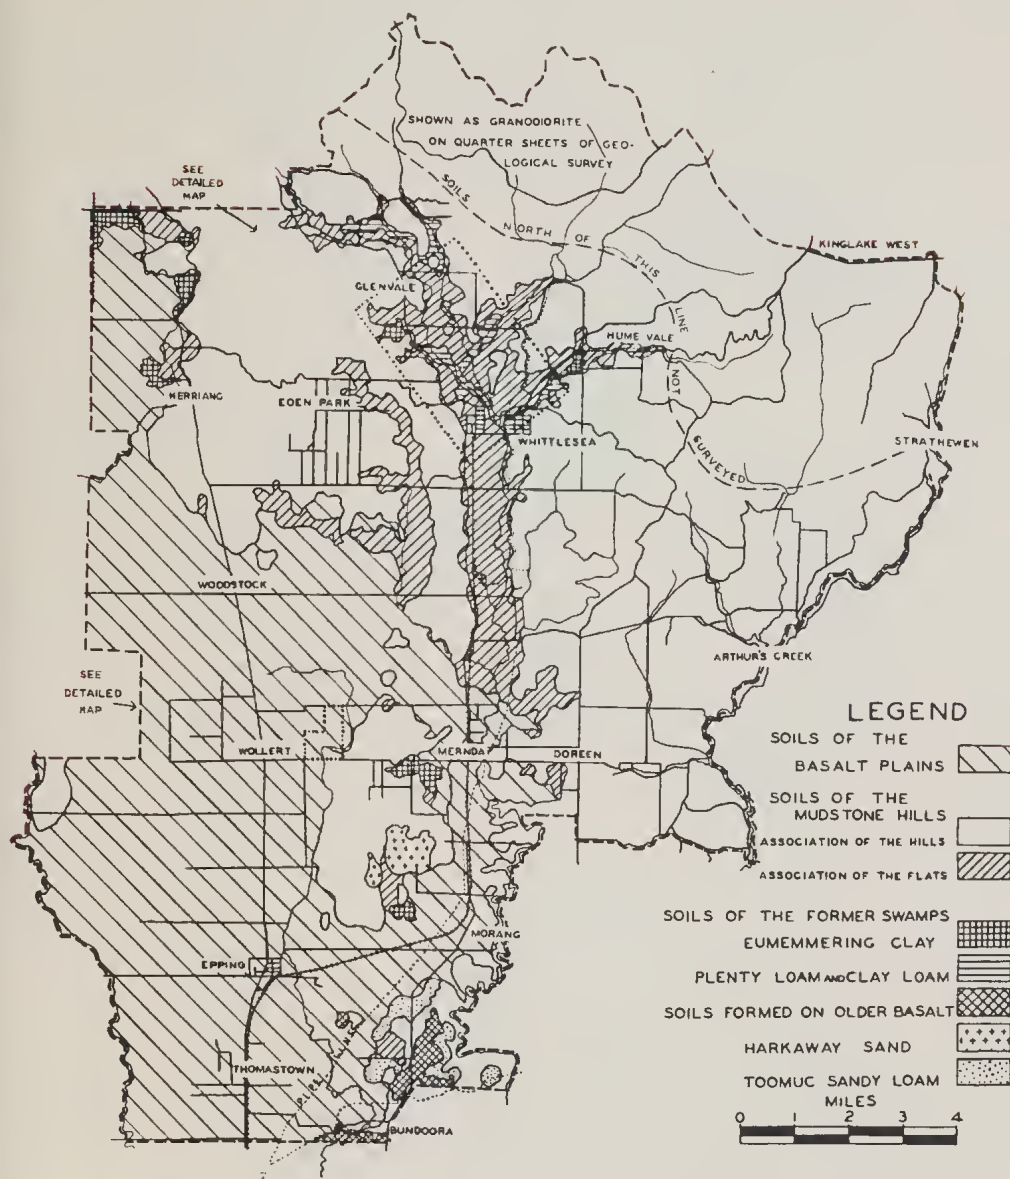 SHOWN AS GRANODIORITE
ON QUARTER SHEETS OF GEO-
LOGICAL SURVEY
SEE
DETAILED
MAP
SOILS NORTH OF THIS LINE NOT SURVEYED
KINGLAKE WEST
GLENVALE
HUME VALE
MERRIANG
EDEN PARK
WHITTLESEA
STRATHEWEN
WOODSTOCK
ARTHUR'S CREEK
SEE
DETAILED
MAP
WOLLERT
MERNDA
DOREEN
MORANG
EPPING
THOMASTOWN
PIPE LINE
BUNDOORA
LEGEND
SOILS OF THE
BASALT PLAINS
SOILS OF THE
MUDSTONE HILLS
ASSOCIATION OF THE HILLS
ASSOCIATION OF THE FLATS
SOILS OF THE FORMER SWAMPS
EUMEMMERING CLAY
PLENTY LOAM AND CLAY LOAM
SOILS FORMED ON OLDER BASALT
HARKAWAY SAND
TOOMUC SANDY LOAM
MILES
0 1 2 3 4